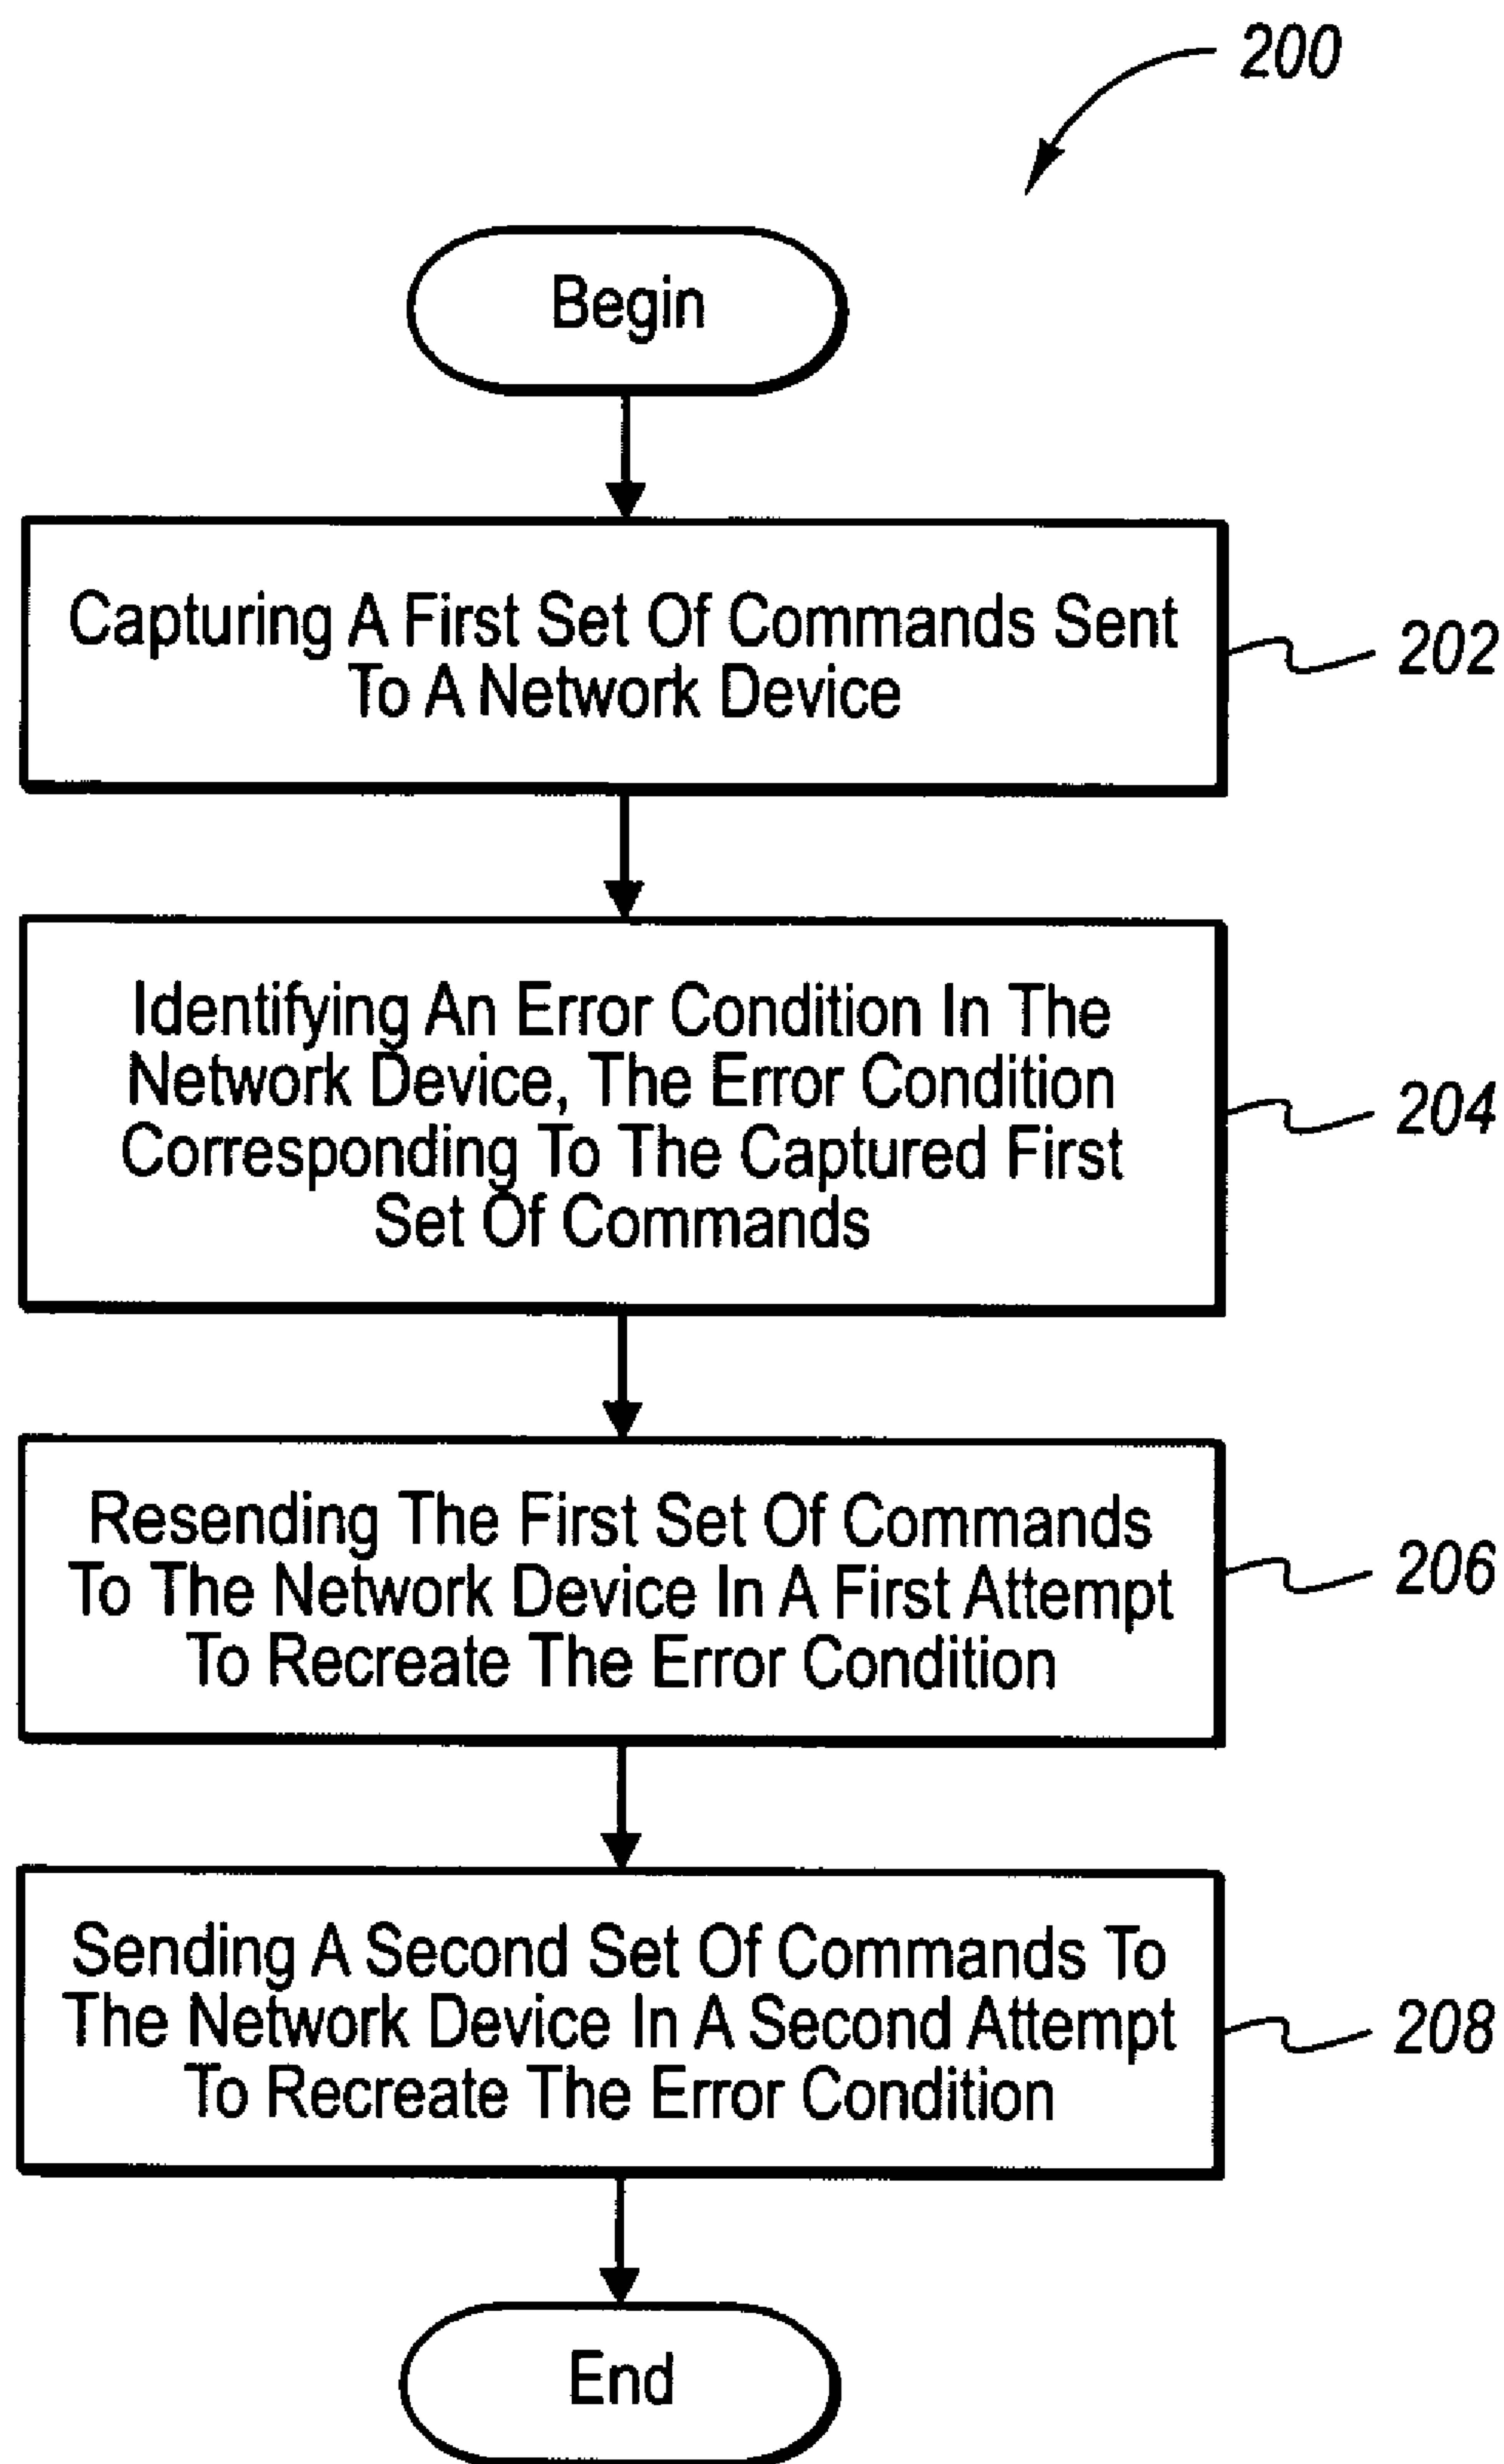 200
Begin
Capturing A First Set Of Commands Sent
To A Network Device
202
Identifying An Error Condition In The
Network Device, The Error Condition
Corresponding To The Captured First
Set Of Commands
204
Resending The First Set Of Commands
To The Network Device In A First Attempt
To Recreate The Error Condition
206
Sending A Second Set Of Commands To
The Network Device In A Second Attempt
To Recreate The Error Condition
208
End